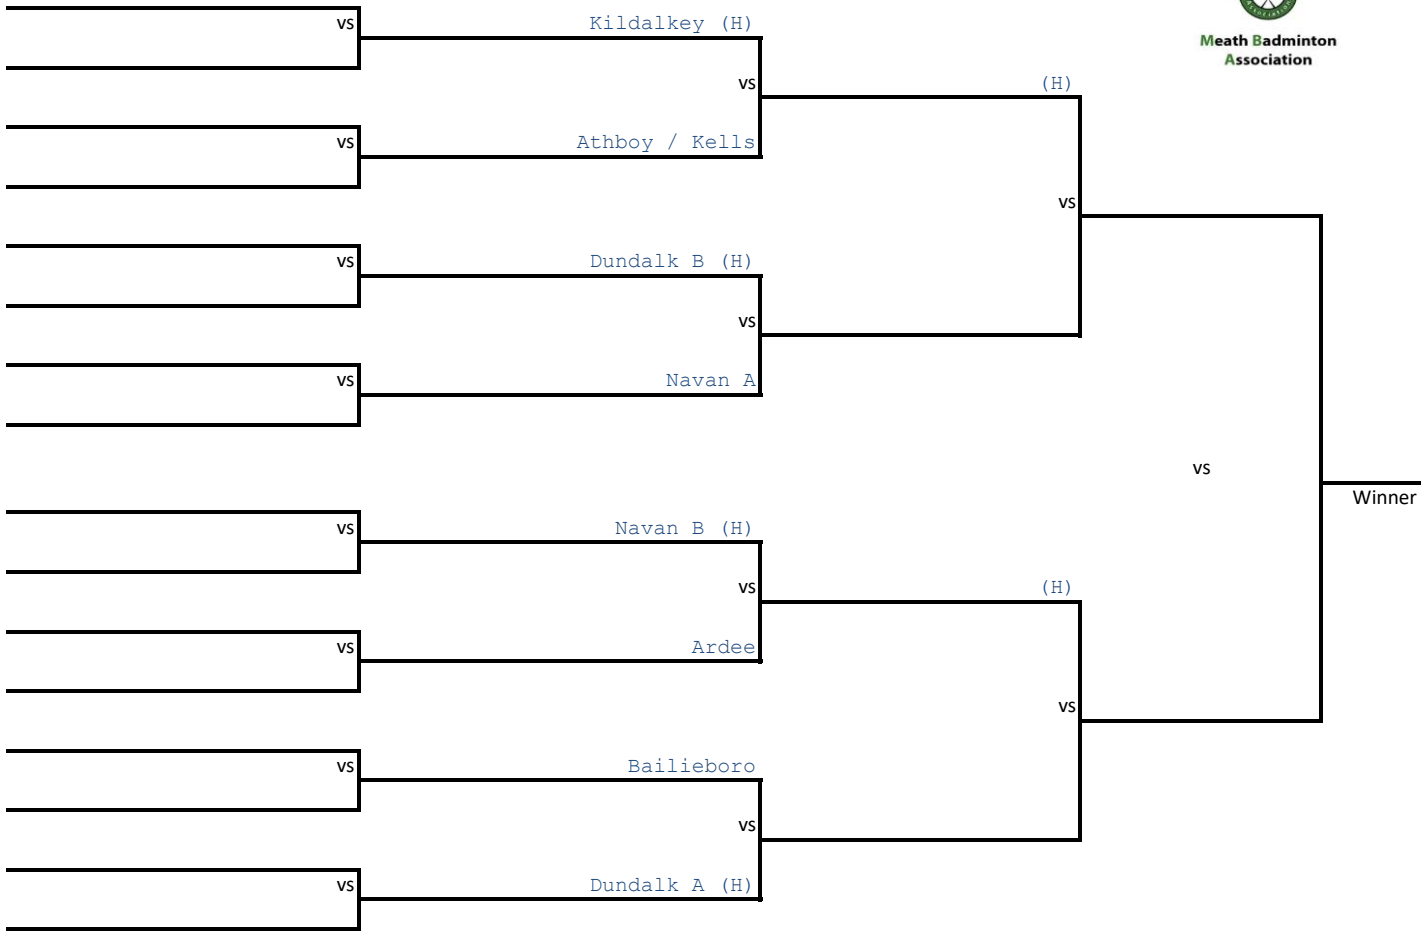 vs
Kildalkey (H)
Meath Badminton
Association
vs
(H)
vs
Athboy / Kells
vs
vs
Dundalk B (H)
vs
vs
Navan A
vs
Winner
vs
Navan B (H)
vs
(H)
vs
Ardee
vs
vs
Bailieboro
vs
vs
Dundalk A (H)